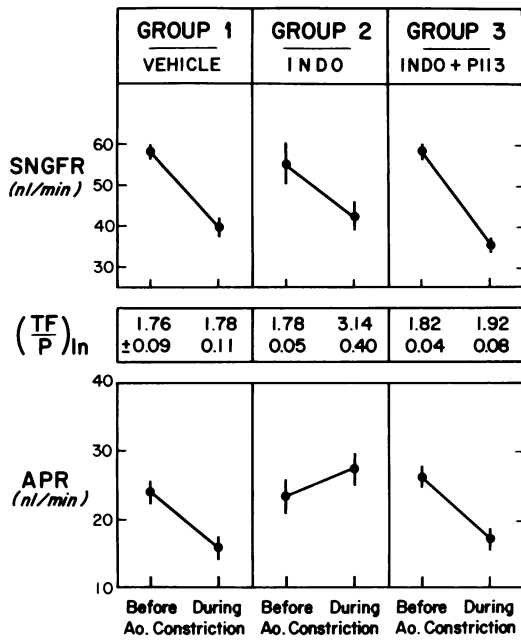 GROUP 1 GROUP 2 GROUP 3
VEHICLE INDO INDO + P113
SNGFR
(nl/min)
60
50
40
30
(TF/P)In
1.76 1.78 1.78 3.14 1.82 1.92
±0.09 0.11 0.05 0.40 0.04 0.08
40
30
APR
(nl/min)
20
10
Before During Before During Before During
Ao. Constriction Ao. Constriction Ao. Constriction